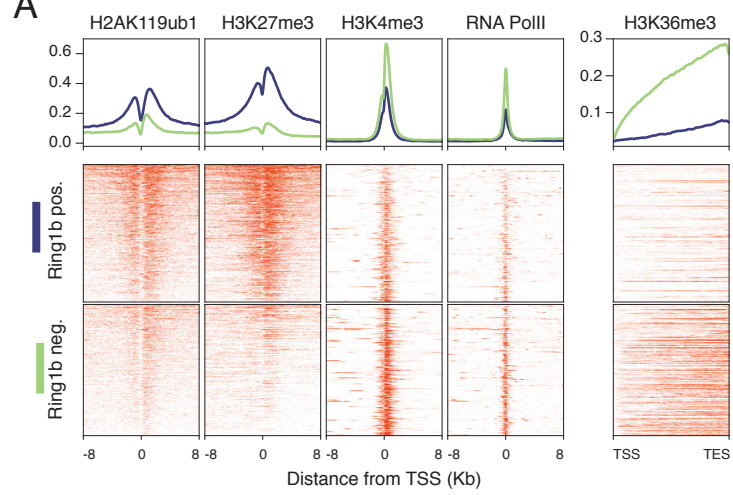 A
H2AK119ub1 H3K27me3 H3K4me3 RNA PolII H3K36me3
0.6
0.4
0.2
0.0
0.3
0.2
0.1
Ring1b pos.
Ring1b neg.
-8 0 8 -8 0 8 -8 0 8 -8 0 8 TSS TES
Distance from TSS (Kb)